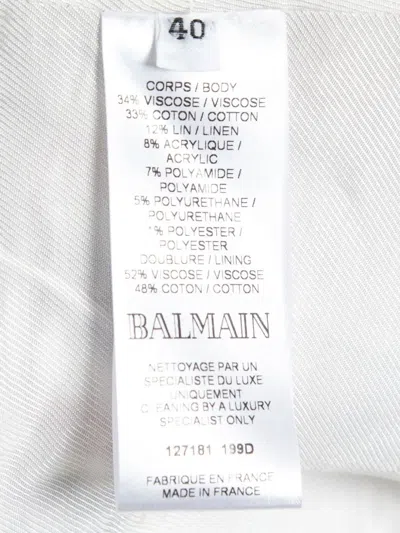 40
CORPS / BODY
34% VISCOSE / VISCOSE
33% COTON / COTTON
12% LIN / LINEN
8% ACRYLIQUE /
ACRYLIC
7% POLYAMIDE /
POLYAMIDE
5% POLYURETHANE /
POLYURETHANE
1% POLYESTER /
POLYESTER
DOUBLURE / LINING
52% VISCOSE / VISCOSE
48% COTON / COTTON
BALMAIN
NETTOYAGE PAR UN
SPECIALISTE DU LUXE
UNIQUEMENT
CLEANING BY A LUXURY
SPECIALIST ONLY
127181 199D
FABRIQUE EN FRANCE
MADE IN FRANCE